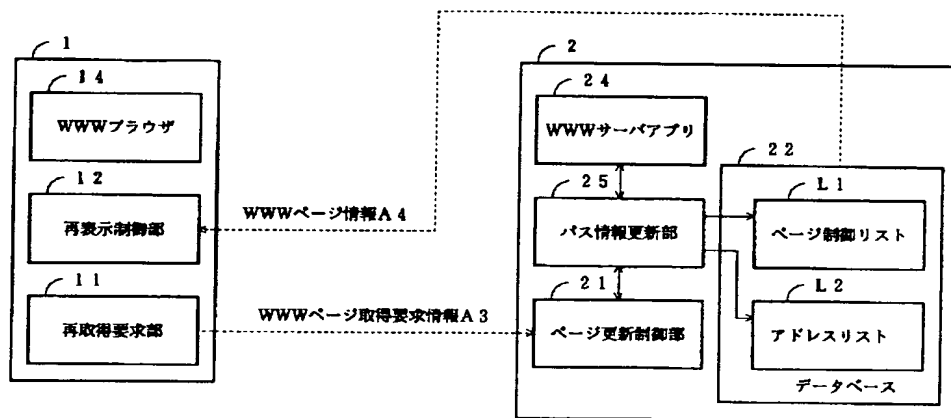 1
14
WWWブラウザ
12
再表示制御部
11
再取得要求部
WWWページ情報A4
WWWページ取得要求情報A3
2
24
WWWサーバアプリ
25
パス情報更新部
21
ページ更新制御部
22
L1
ページ制御リスト
L2
アドレスリスト
データベース